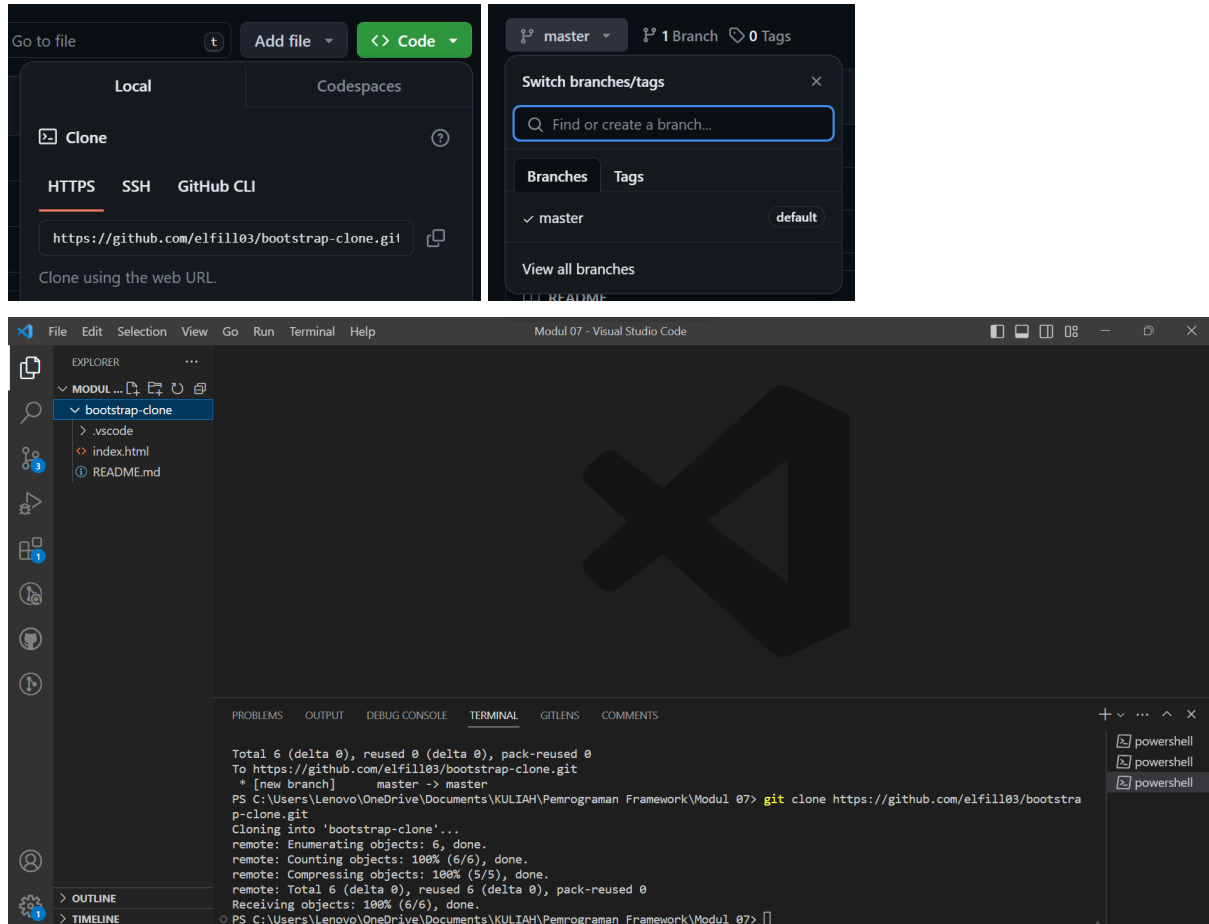 Go to file t Add file <> Code
Local Codespaces
Clone
HTTPS SSH GitHub CLI
https://github.com/elfill03/bootstrap-clone.git
Clone using the web URL.
master 1 Branch 0 Tags
Switch branches/tags
Find or create a branch...
Branches Tags
master default
View all branches
README
File Edit Selection View Go Run Terminal Help Modul 07 - Visual Studio Code
EXPLORER
MODUL ...
bootstrap-clone
.vscode
index.html
README.md
3
1
1
OUTLINE
TIMELINE
PROBLEMS OUTPUT DEBUG CONSOLE TERMINAL GITLENS COMMENTS
Total 6 (delta 0), reused 0 (delta 0), pack-reused 0
To https://github.com/elfill03/bootstrap-clone.git
* [new branch] master -> master
PS C:\Users\Lenovo\OneDrive\Documents\KULIAH\Pemrograman Framework\Modul 07> git clone https://github.com/elfill03/bootstra
p-clone.git
Cloning into 'bootstrap-clone'...
remote: Enumerating objects: 6, done.
remote: Counting objects: 100% (6/6), done.
remote: Compressing objects: 100% (5/5), done.
remote: Total 6 (delta 0), reused 6 (delta 0), pack-reused 0
Receiving objects: 100% (6/6), done.
PS C:\Users\Lenovo\OneDrive\Documents\KULIAH\Pemrograman Framework\Modul 07>
powershell
powershell
powershell